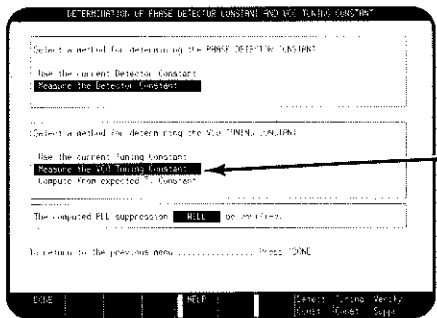 DETERMINATION OF PHASE DETECTOR CONSTANT AND VCO TUNING CONSTANT
Select a method for determining the PHASE DETECTOR CONSTANT
Use the current Detector Constant
Measure the Detector Constant
Select a method for determining the VCO TUNING CONSTANT
Use the current Tuning Constant
Measure the VCO Tuning Constant
Compute from expected T. Constant
The computed PLL suppression WILL be verified.
To return to the previous menu ................. Press 'DONE'
DONE HELP Detect Tuning Verify
Const Const Supp